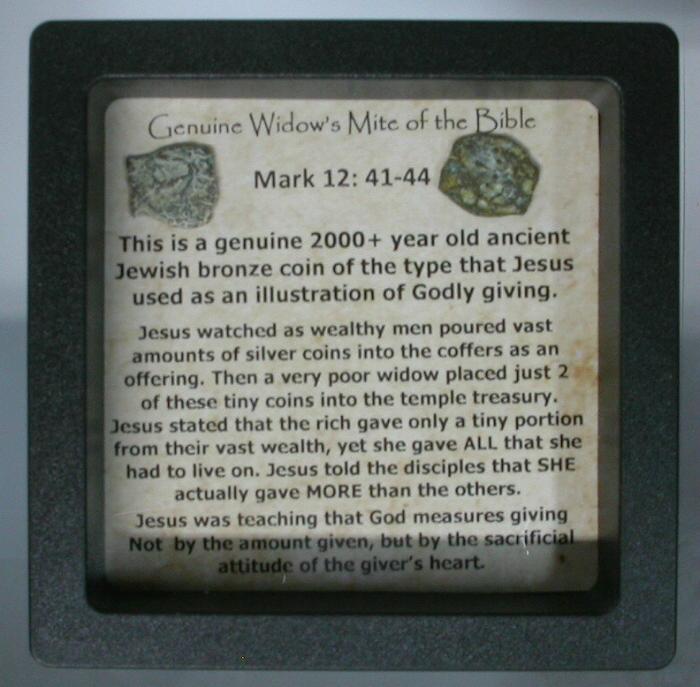 Genuine Widow's Mite of the Bible
Mark 12: 41-44
This is a genuine 2000+ year old ancient
Jewish bronze coin of the type that Jesus
used as an illustration of Godly giving.
Jesus watched as wealthy men poured vast
amounts of silver coins into the coffers as an
offering. Then a very poor widow placed just 2
of these tiny coins into the temple treasury.
Jesus stated that the rich gave only a tiny portion
from their vast wealth, yet she gave ALL that she
had to live on. Jesus told the disciples that SHE
actually gave MORE than the others.
Jesus was teaching that God measures giving
Not by the amount given, but by the sacrificial
attitude of the giver's heart.